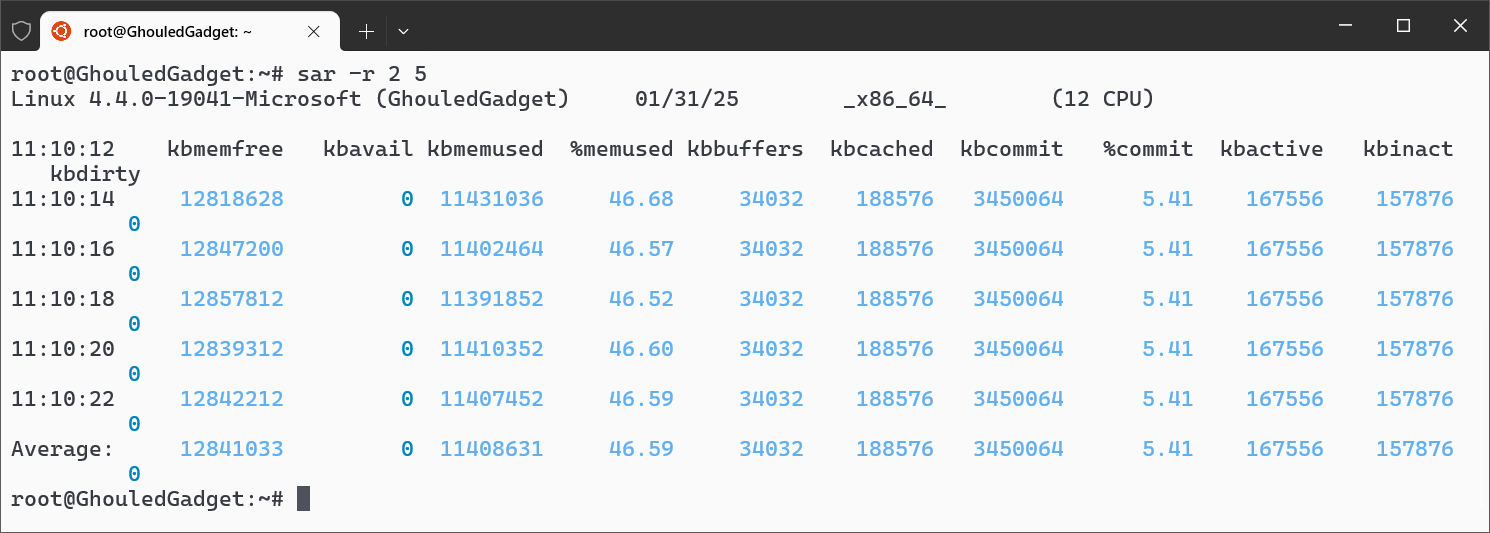 root@GhouledGadget: ~
root@GhouledGadget:~# sar -r 2 5
Linux 4.4.0-19041-Microsoft (GhouledGadget)     01/31/25        _x86_64_        (12 CPU)

11:10:12    kbmemfree   kbavail kbmemused  %memused kbbuffers  kbcached  kbcommit   %commit  kbactive   kbinact
   kbdirty
11:10:14     12818628         0  11431036     46.68     34032    188576   3450064      5.41    167556    157876
         0
11:10:16     12847200         0  11402464     46.57     34032    188576   3450064      5.41    167556    157876
         0
11:10:18     12857812         0  11391852     46.52     34032    188576   3450064      5.41    167556    157876
         0
11:10:20     12839312         0  11410352     46.60     34032    188576   3450064      5.41    167556    157876
         0
11:10:22     12842212         0  11407452     46.59     34032    188576   3450064      5.41    167556    157876
         0
Average:     12841033         0  11408631     46.59     34032    188576   3450064      5.41    167556    157876
         0
root@GhouledGadget:~#